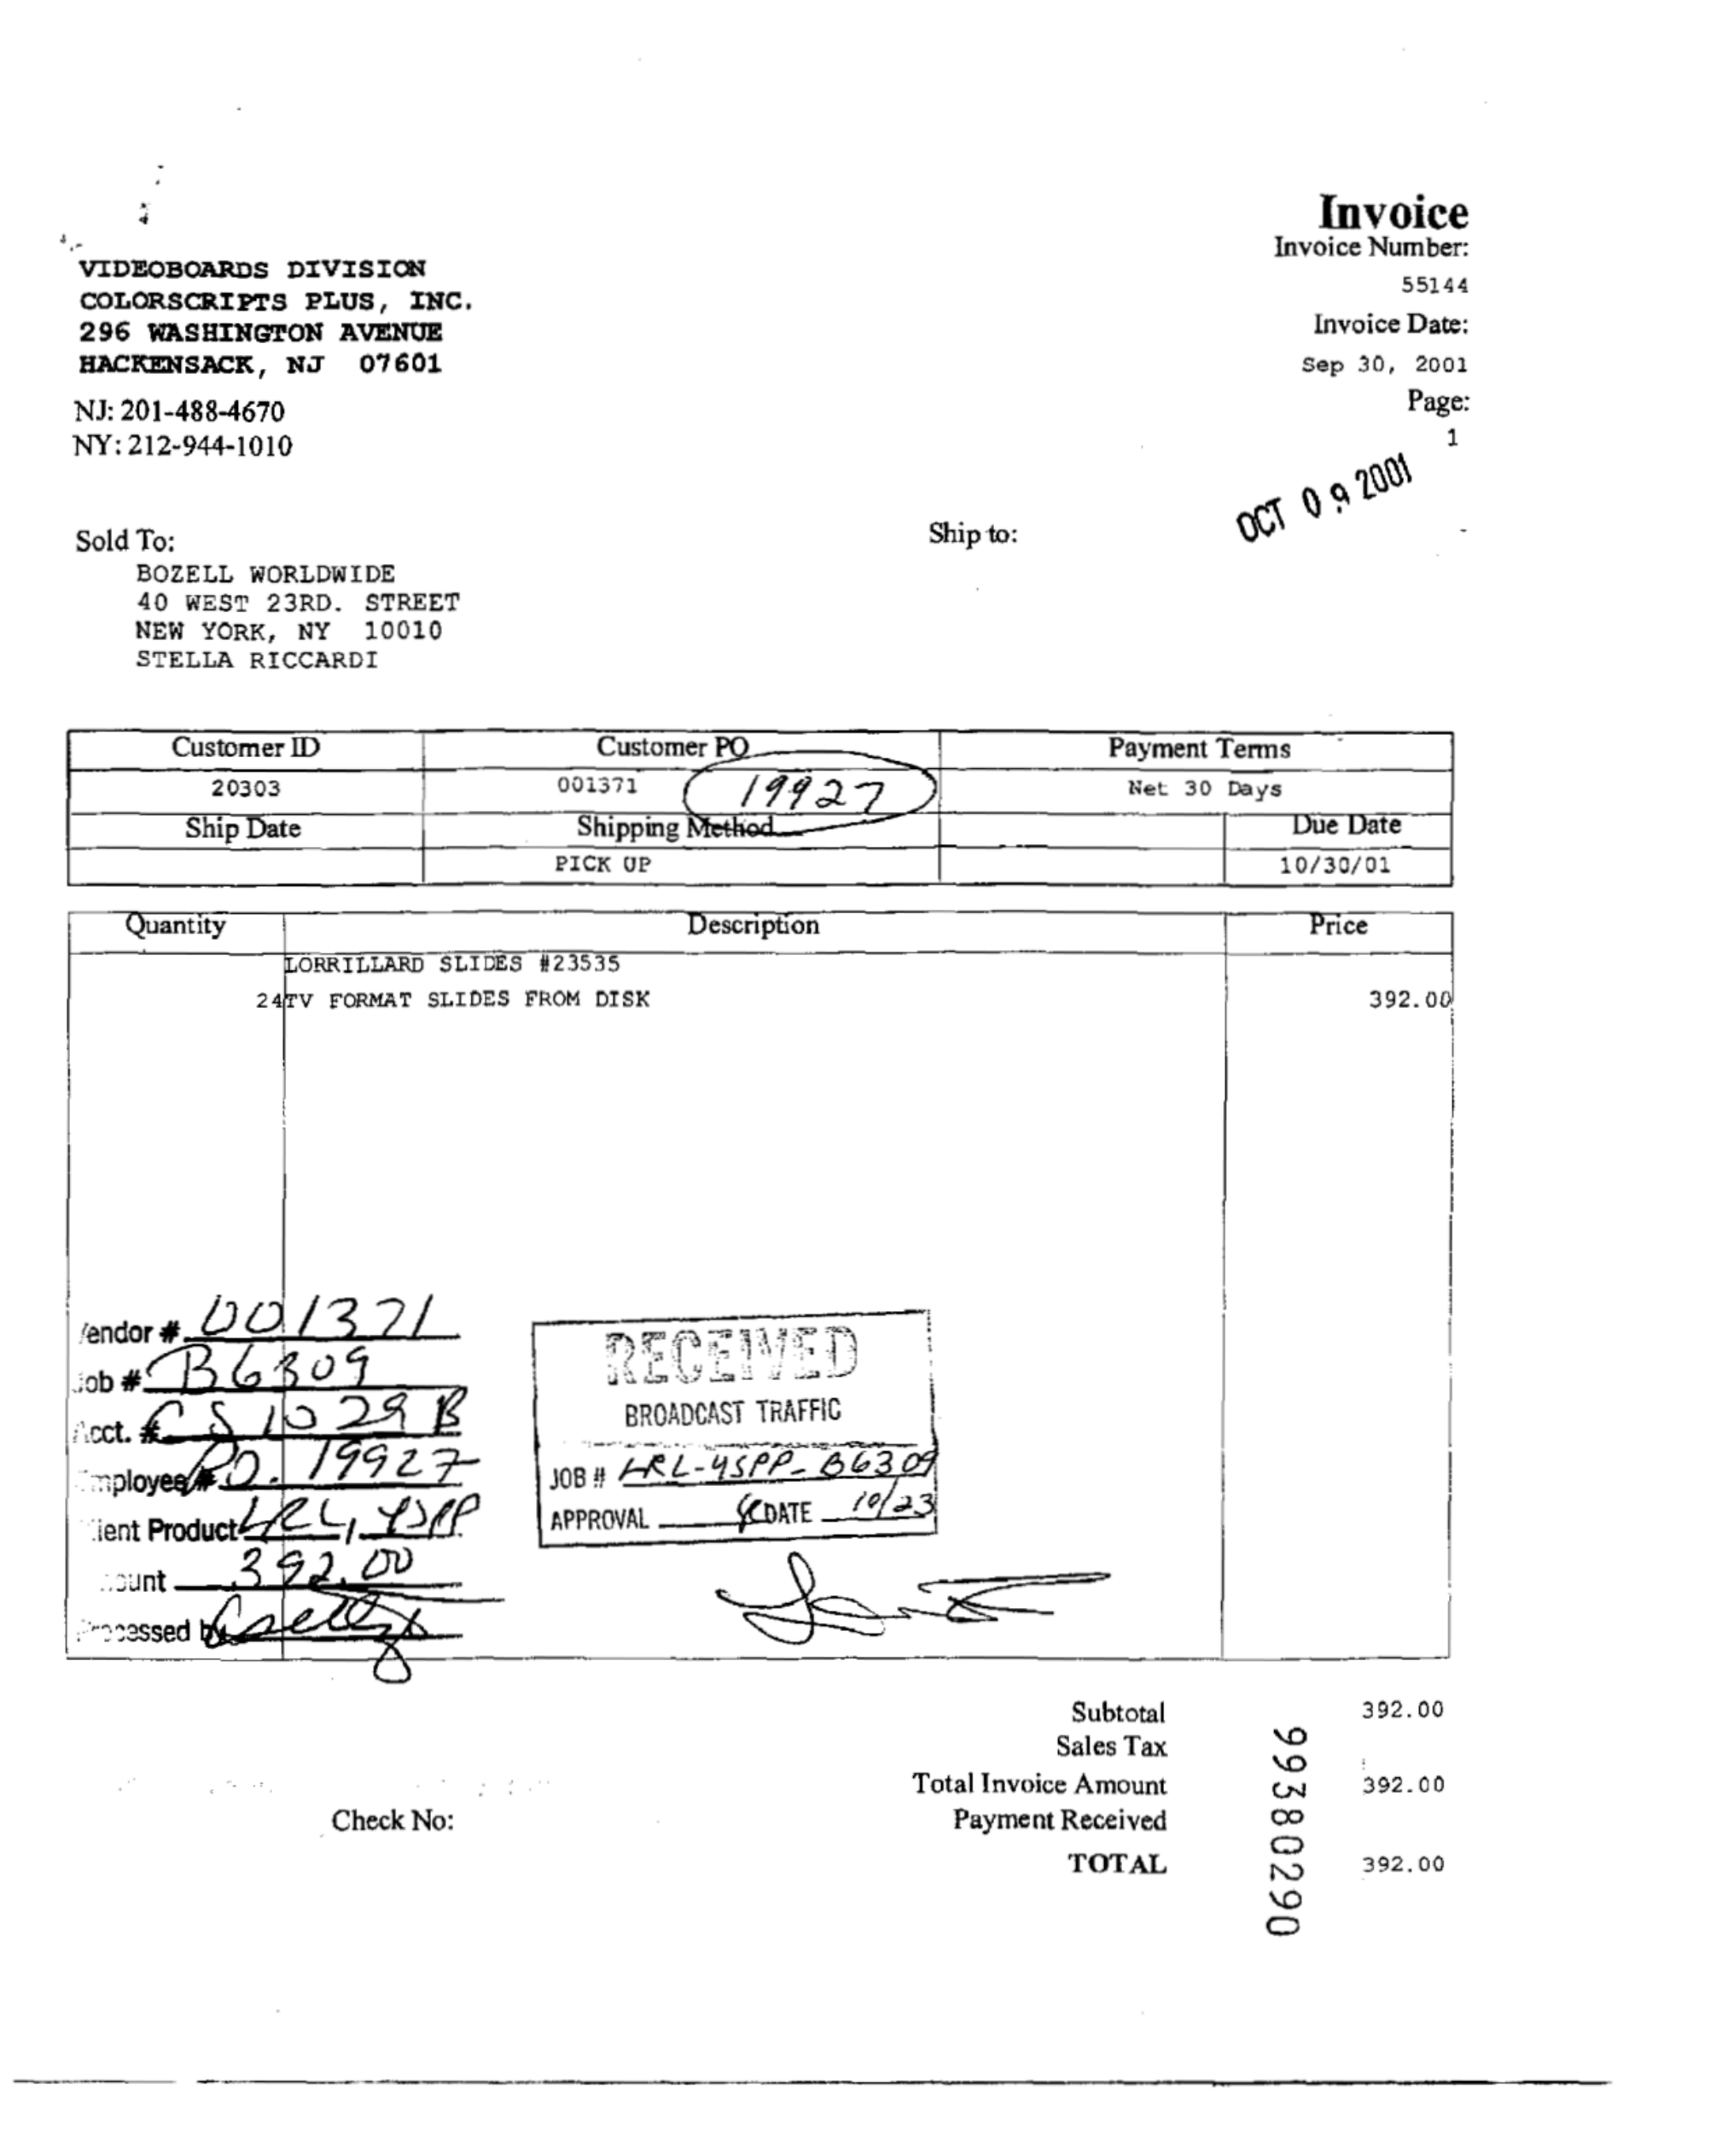 Invoice
Invoice Number:
55144
Invoice Date:
Sep 30, 2001
Page:
1
VIDEOBOARDS DIVISION
COLORSCRIPTS PLUS, INC.
296 WASHINGTON AVENUE
HACKENSACK, NJ 07601
NJ: 201-488-4670
NY: 212-944-1010
OCT 09 2001
Sold To:
BOZELL WORLDWIDE
40 WEST 23RD. STREET
NEW YORK, NY 10010
STELLA RICCARDI
Ship to:
Customer ID Customer PO Payment Terms
20303 001371 19927 Net 30 Days
Ship Date Shipping Method Due Date
PICK UP 10/30/01
Quantity Description Price
LORRILLARD SLIDES #23535
24 TV FORMAT SLIDES FROM DISK 392.00
Vendor # 001371
Job # B6309
Acct. # CS1029B
Employee # P.O. 19927
Client Product LRL, YSPP
Amount 392.00
Processed by
RECEIVED
BROADCAST TRAFFIC
JOB # LRL-YSPP-B6309
APPROVAL DATE 10/23
Subtotal 392.00
Sales Tax
Total Invoice Amount 392.00
Payment Received
TOTAL 392.00
Check No:
99380290